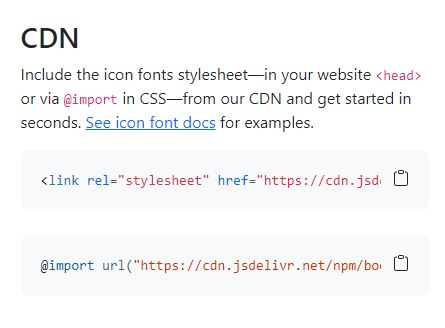 CDN
Include the icon fonts stylesheet—in your website <head>
or via @import in CSS—from our CDN and get started in
seconds. See icon font docs for examples.
<link rel="stylesheet" href="https://cdn.jsd
@import url("https://cdn.jsdelivr.net/npm/bo